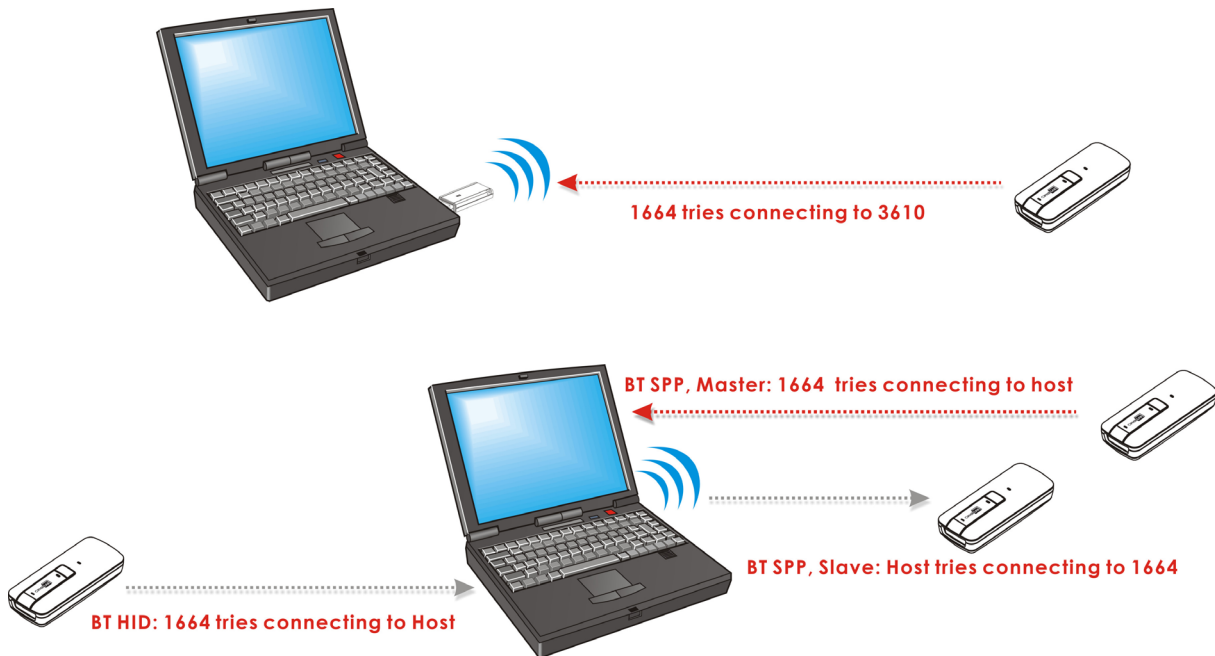 1664 tries connecting to 3610
BT SPP, Master: 1664 tries connecting to host
BT SPP, Slave: Host tries connecting to 1664
BT HID: 1664 tries connecting to Host